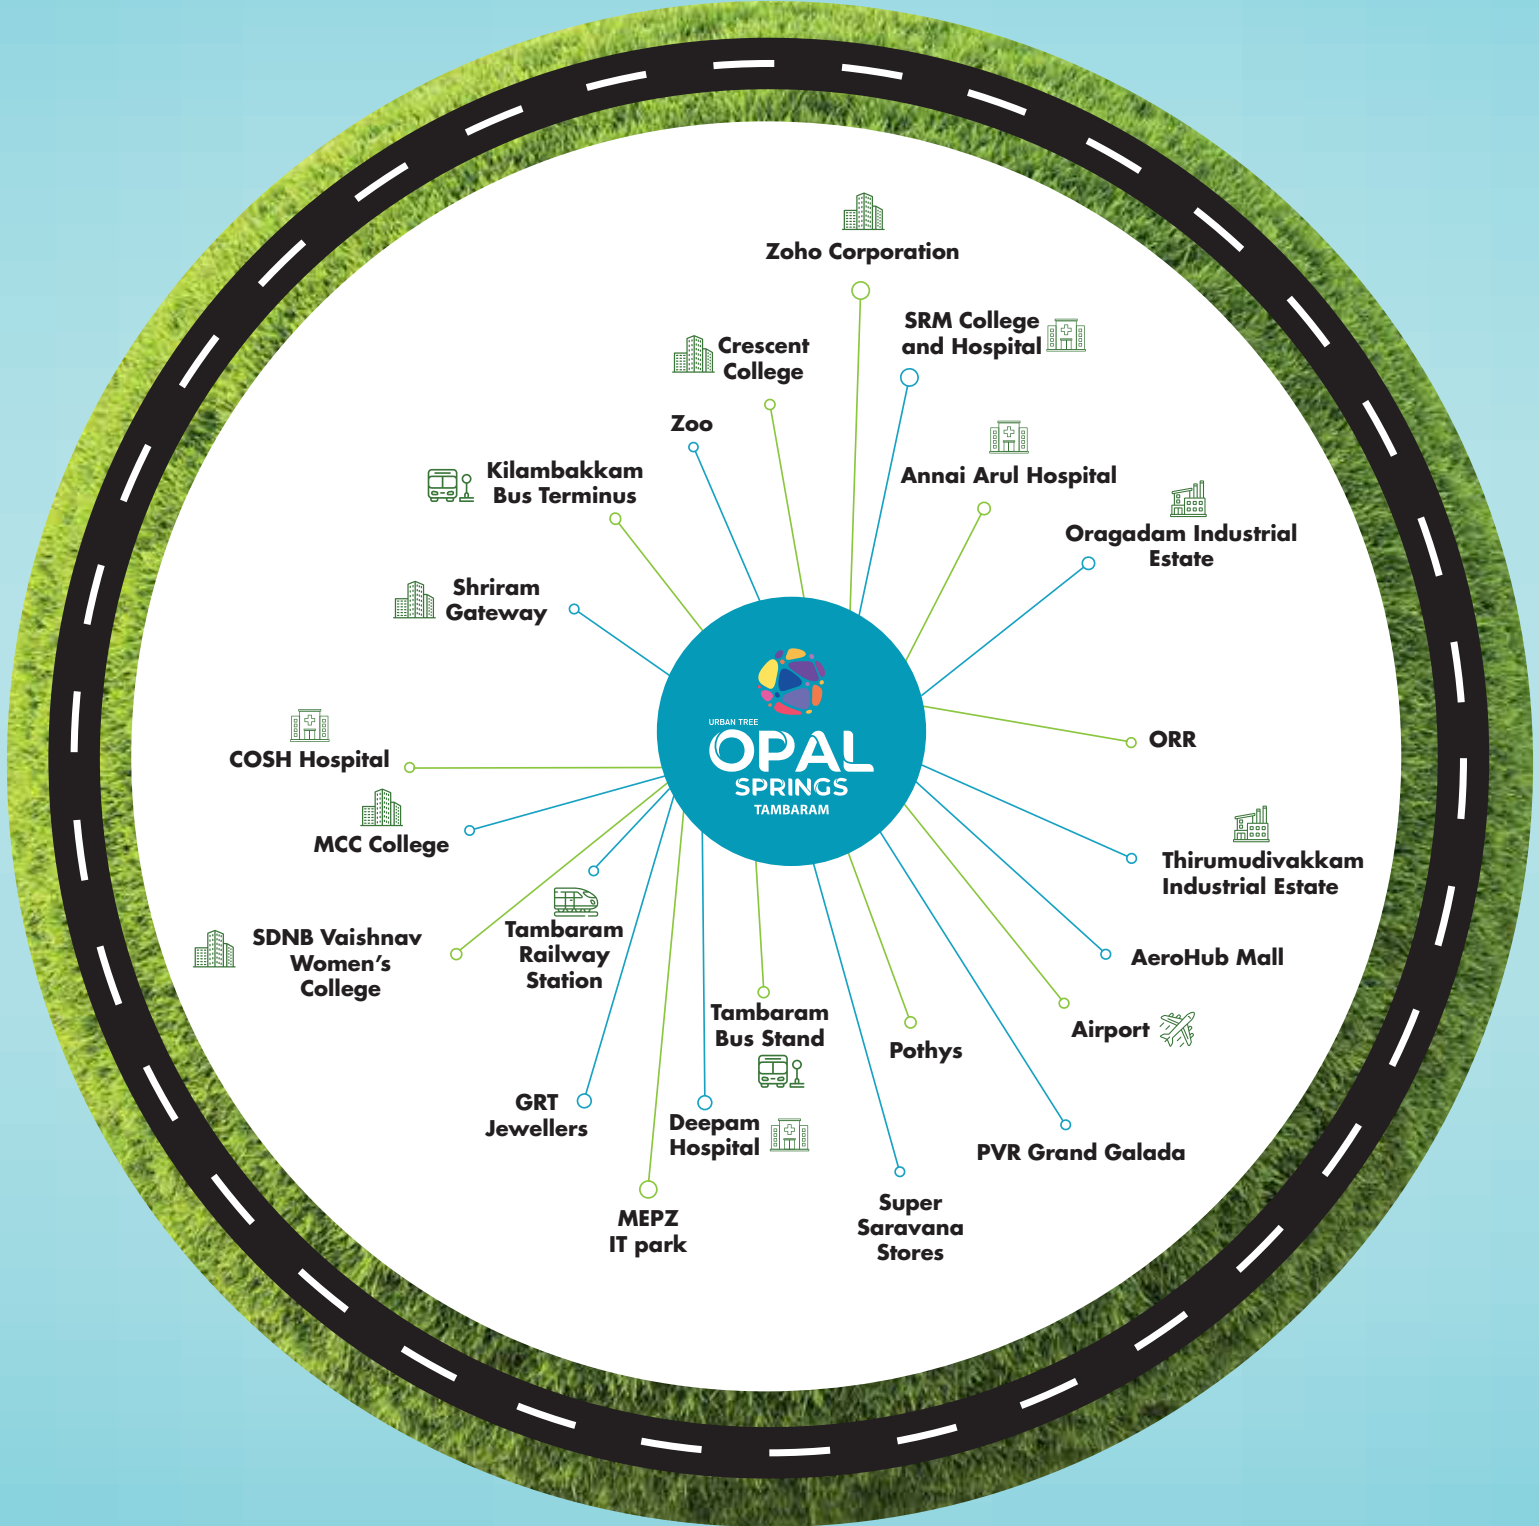 Zoho Corporation
SRM College
and Hospital
Crescent
College
Zoo
Annai Arul Hospital
Kilambakkam
Bus Terminus
Oragadam Industrial
Estate
Shriram
Gateway
URBAN TREE
OPAL
SPRINGS
TAMBARAM
ORR
COSH Hospital
MCC College
Thirumudivakkam
Industrial Estate
SDNB Vaishnav
Women's
College
Tambaram
Railway
Station
AeroHub Mall
Tambaram
Bus Stand
Airport
Pothys
GRT
Jewellers
Deepam
Hospital
PVR Grand Galada
MEPZ
IT park
Super
Saravana
Stores